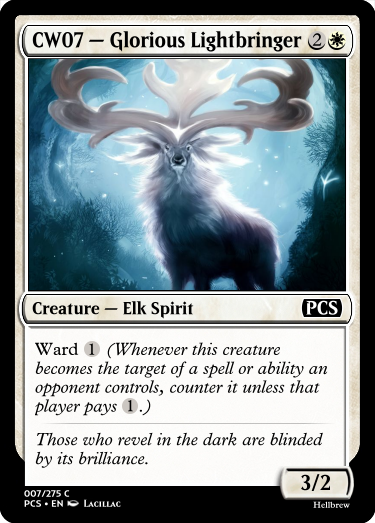 CW07 — Glorious Lightbringer 2
PCS
Creature — Elk Spirit
Ward 1 (Whenever this creature
becomes the target of a spell or ability an
opponent controls, counter it unless that
player pays 1.)
Those who revel in the dark are blinded
by its brilliance.
3/2
007/275 C
PCS • EN Lacillac
Hellbrew